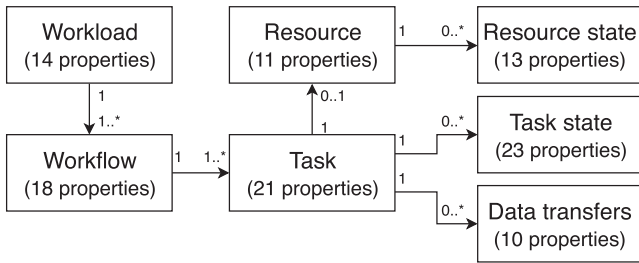 Workload
(14 properties)
Resource
(11 properties)
1
0..*
Resource state
(13 properties)
1
1..*
0..1
1
Workflow
(18 properties)
1
1..*
Task
(21 properties)
1
0..*
Task state
(23 properties)
1
0..*
Data transfers
(10 properties)